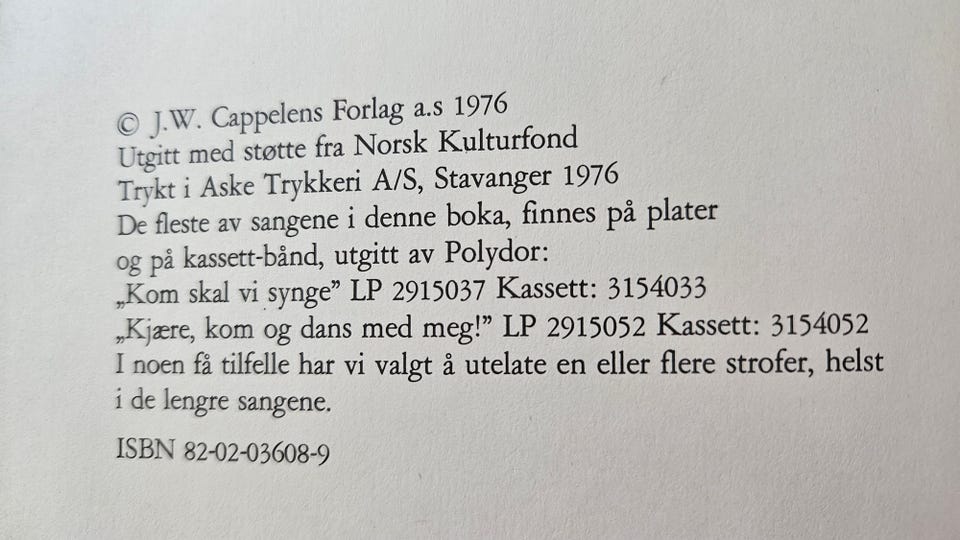 © J.W. Cappelens Forlag a.s 1976
Utgitt med støtte fra Norsk Kulturfond
Trykt i Aske Trykkeri A/S, Stavanger 1976
De fleste av sangene i denne boka, finnes på plater
og på kassett-bånd, utgitt av Polydor:
„Kom skal vi synge” LP 2915037 Kassett: 3154033
„Kjære, kom og dans med meg!” LP 2915052 Kassett: 3154052
I noen få tilfelle har vi valgt å utelate en eller flere strofer, helst
i de lengre sangene.
ISBN 82-02-03608-9